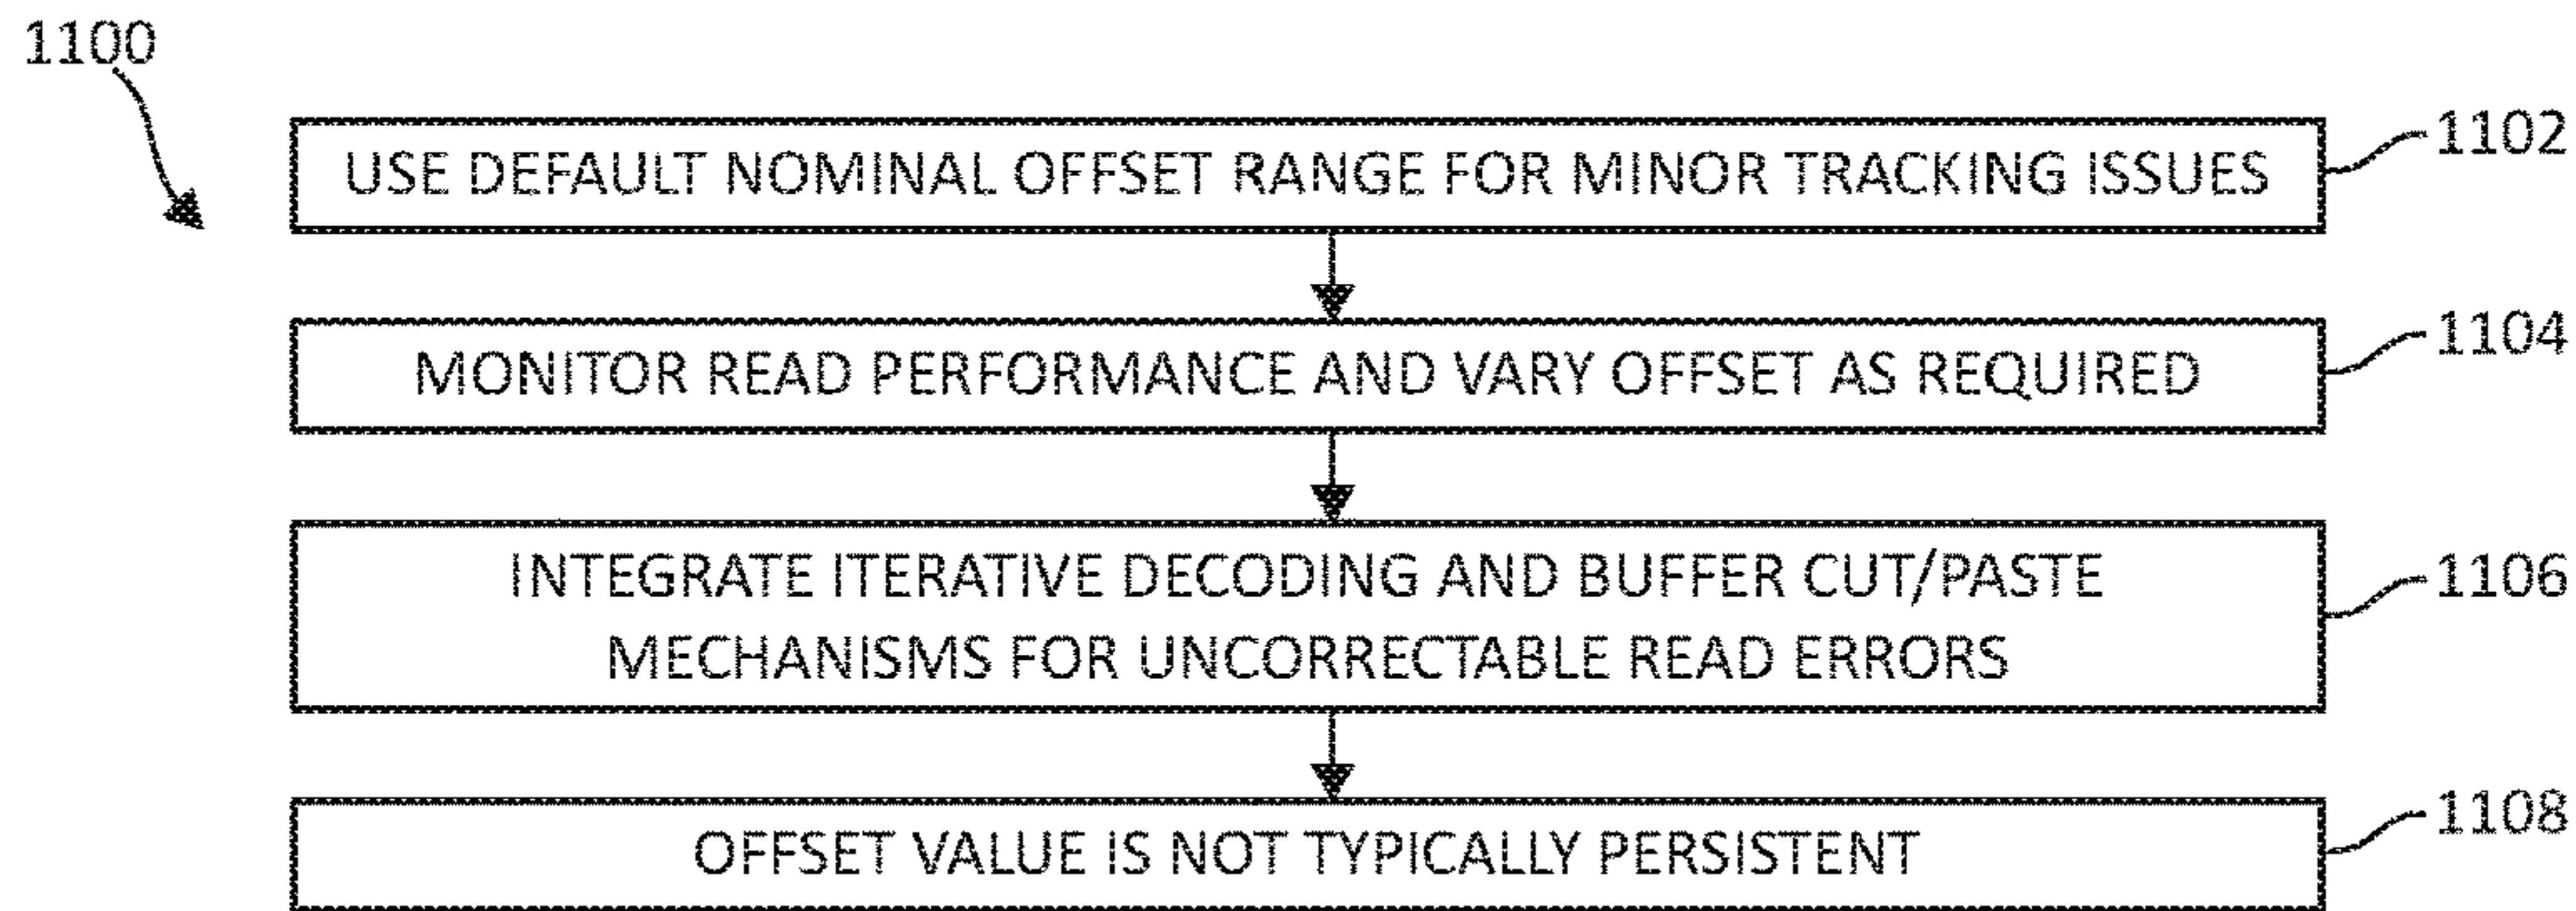 1100
USE DEFAULT NOMINAL OFFSET RANGE FOR MINOR TRACKING ISSUES
1102
MONITOR READ PERFORMANCE AND VARY OFFSET AS REQUIRED
1104
INTEGRATE ITERATIVE DECODING AND BUFFER CUT/PASTE
MECHANISMS FOR UNCORRECTABLE READ ERRORS
1106
OFFSET VALUE IS NOT TYPICALLY PERSISTENT
1108